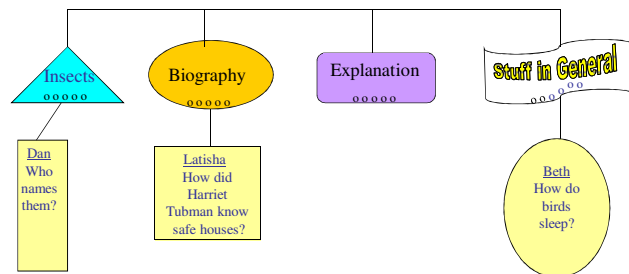 Insects
o o o o o
Biography
o o o o o
Explanation
o o o o o
Stuff in General
o o o o o o
Dan
Who
names
them?
Latisha
How did
Harriet
Tubman know
safe houses?
Beth
How do
birds
sleep?